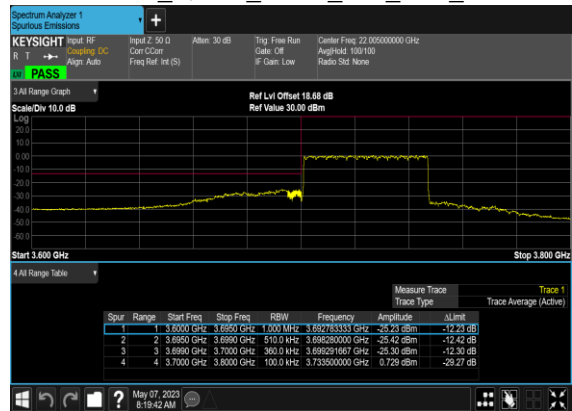 Spectrum Analyzer 1
Spurious Emissions
KEYSIGHT Input: RF Input Z: 50 Ω Atten: 30 dB Trig: Free Run Center Freq: 22.005000000 GHz
R T Coupling: DC Corr CCorr Gate: Off Avg|Hold: 100/100
Align: Auto Freq Ref: Int (S) IF Gain: Low Radio Std: None
LW PASS
3 All Range Graph
Ref Lvl Offset 18.68 dB
Scale/Div 10.0 dB Ref Value 30.00 dBm
Log
20.0
10.0
0.00
-10.0
-20.0
-30.0
-40.0
-50.0
-60.0
Start 3.600 GHz Stop 3.800 GHz
4 All Range Table
Measure Trace Trace 1
Trace Type Trace Average (Active)
Spur Range Start Freq Stop Freq RBW Frequency Amplitude ΔLimit
1 1 3.6000 GHz 3.6950 GHz 1.000 MHz 3.692783333 GHz -25.23 dBm -12.23 dB
2 2 3.6950 GHz 3.6990 GHz 510.0 kHz 3.698280000 GHz -25.42 dBm -12.42 dB
3 3 3.6990 GHz 3.7000 GHz 360.0 kHz 3.699291667 GHz -25.30 dBm -12.30 dB
4 4 3.7000 GHz 3.8000 GHz 100.0 kHz 3.733500000 GHz 0.729 dBm -29.27 dB
May 07, 2023
8:19:42 AM